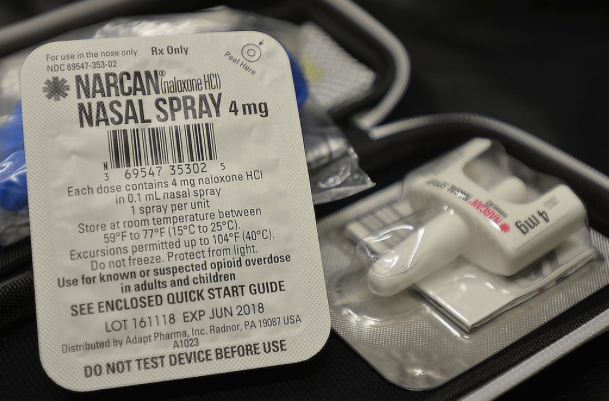 For use in the nose only Rx Only
NDC 69547-353-02
Peel Here
NARCAN® (naloxone HCl)
NASAL SPRAY 4 mg
N 3 69547 35302 5
Each dose contains 4 mg naloxone HCl
in 0.1 mL nasal spray
1 spray per unit
Store at room temperature between
59°F to 77°F (15°C to 25°C).
Excursions permitted up to 104°F (40°C).
Do not freeze. Protect from light.
Use for known or suspected opioid overdose
in adults and children
SEE ENCLOSED QUICK START GUIDE
LOT 161118 EXP JUN 2018
Distributed by Adapt Pharma, Inc. Radnor, PA 19087 USA
A1023
DO NOT TEST DEVICE BEFORE USE
NARCAN
NASAL SPRAY
4 mg